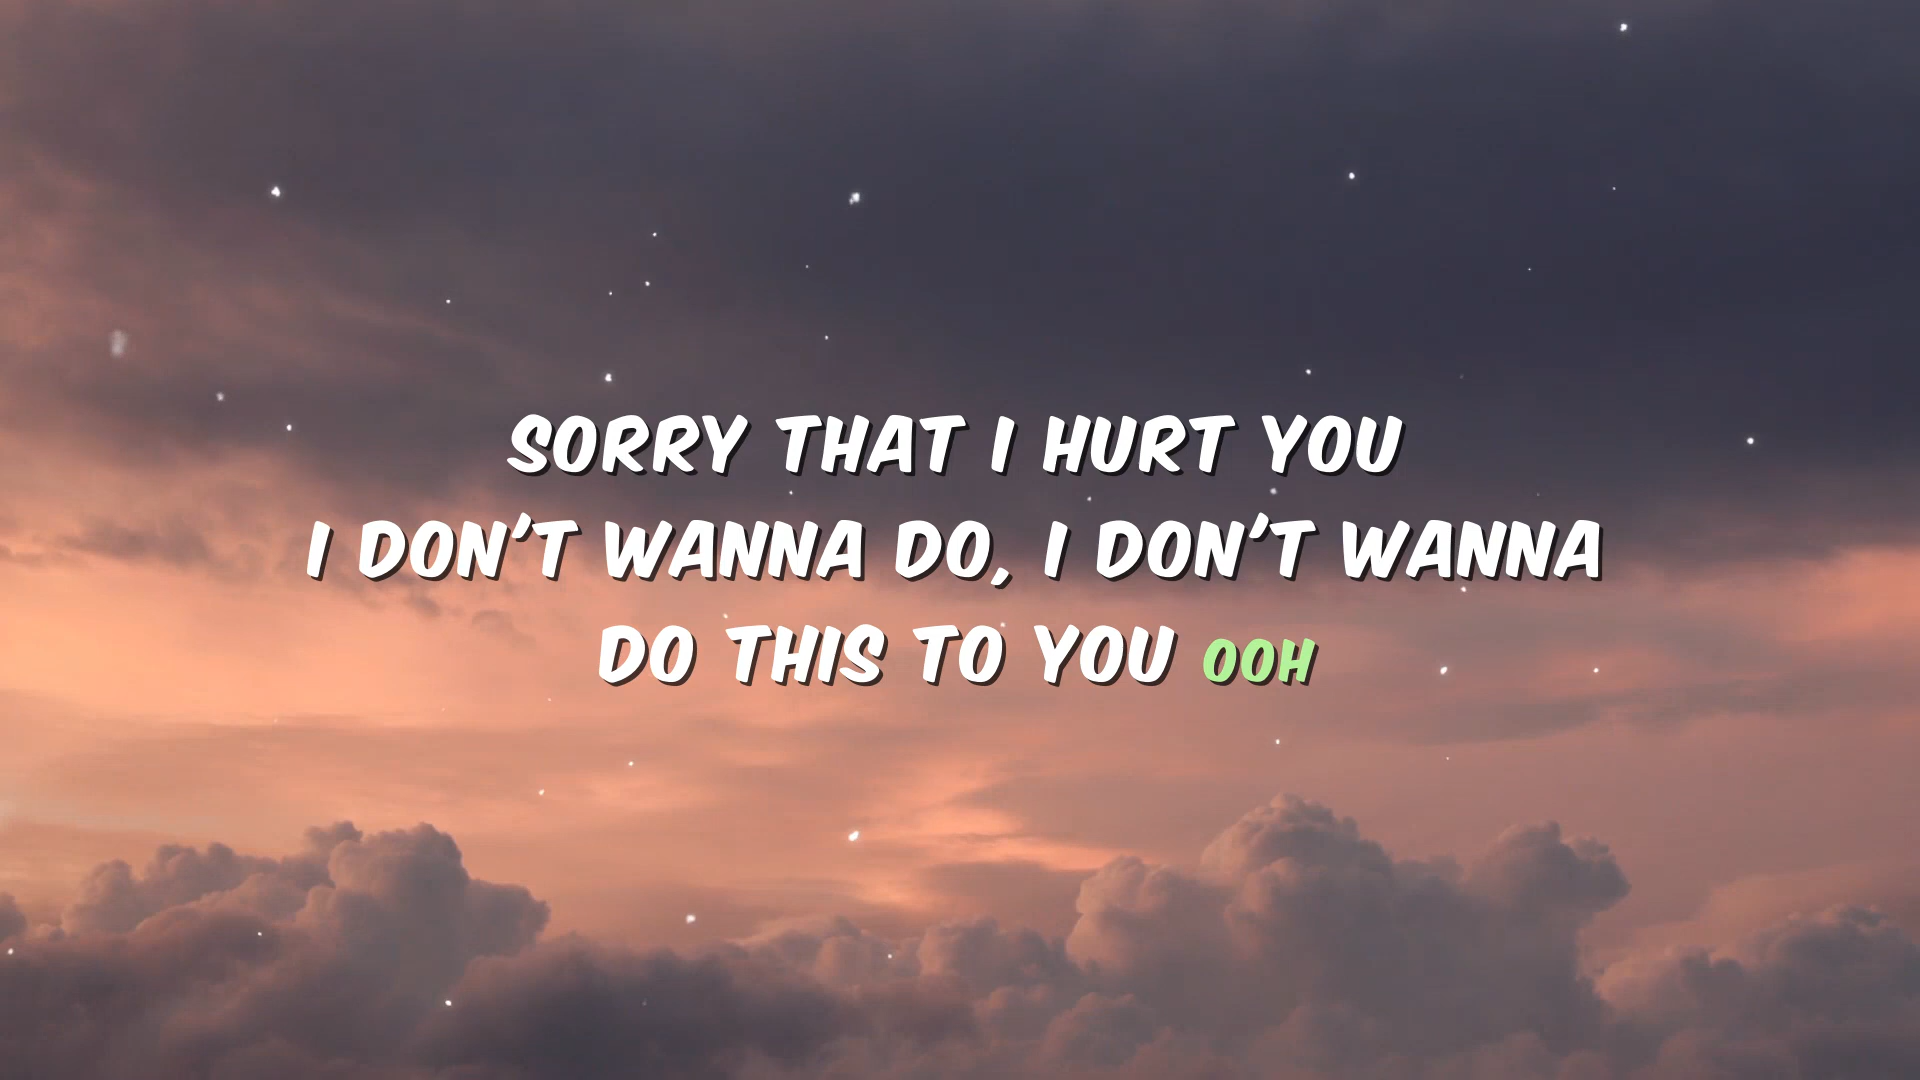 SORRY THAT I HURT YOU
I DON'T WANNA DO, I DON'T WANNA
DO THIS TO YOU OOH